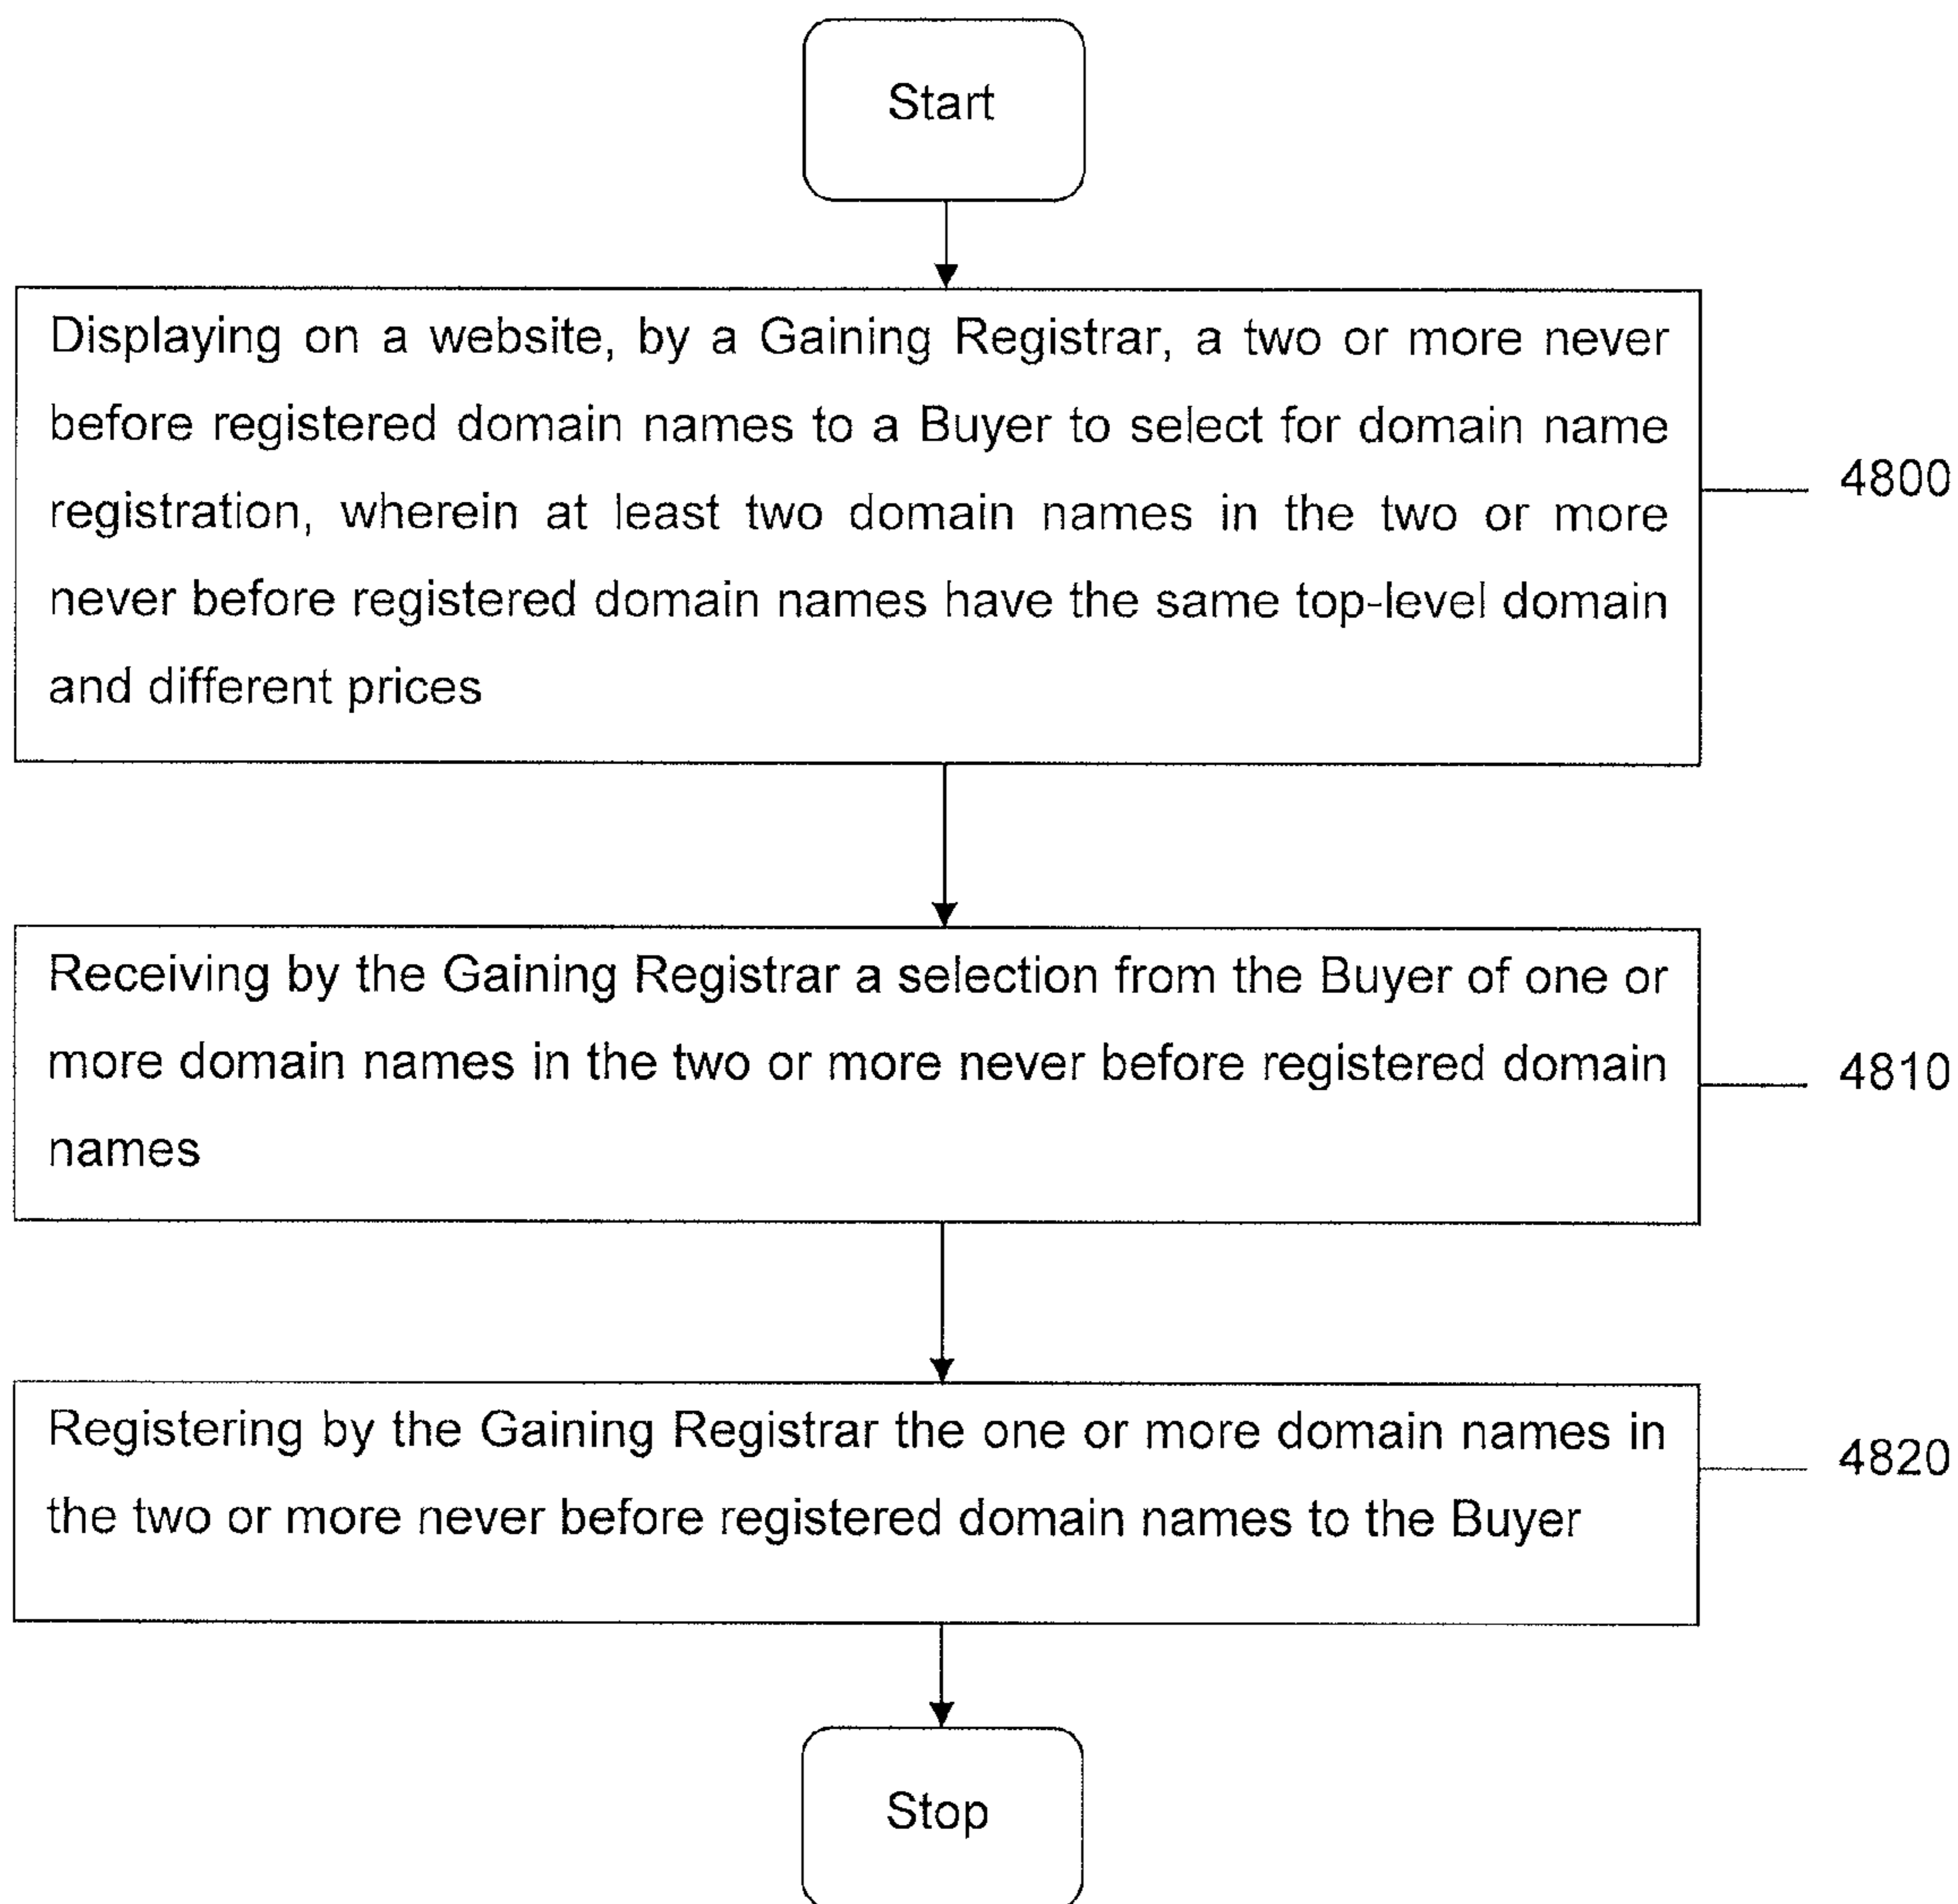 Start
Displaying on a website, by a Gaining Registrar, a two or more never
before registered domain names to a Buyer to select for domain name
registration, wherein at least two domain names in the two or more
never before registered domain names have the same top-level domain
and different prices
4800
Receiving by the Gaining Registrar a selection from the Buyer of one or
more domain names in the two or more never before registered domain
names
4810
Registering by the Gaining Registrar the one or more domain names in
the two or more never before registered domain names to the Buyer
4820
Stop